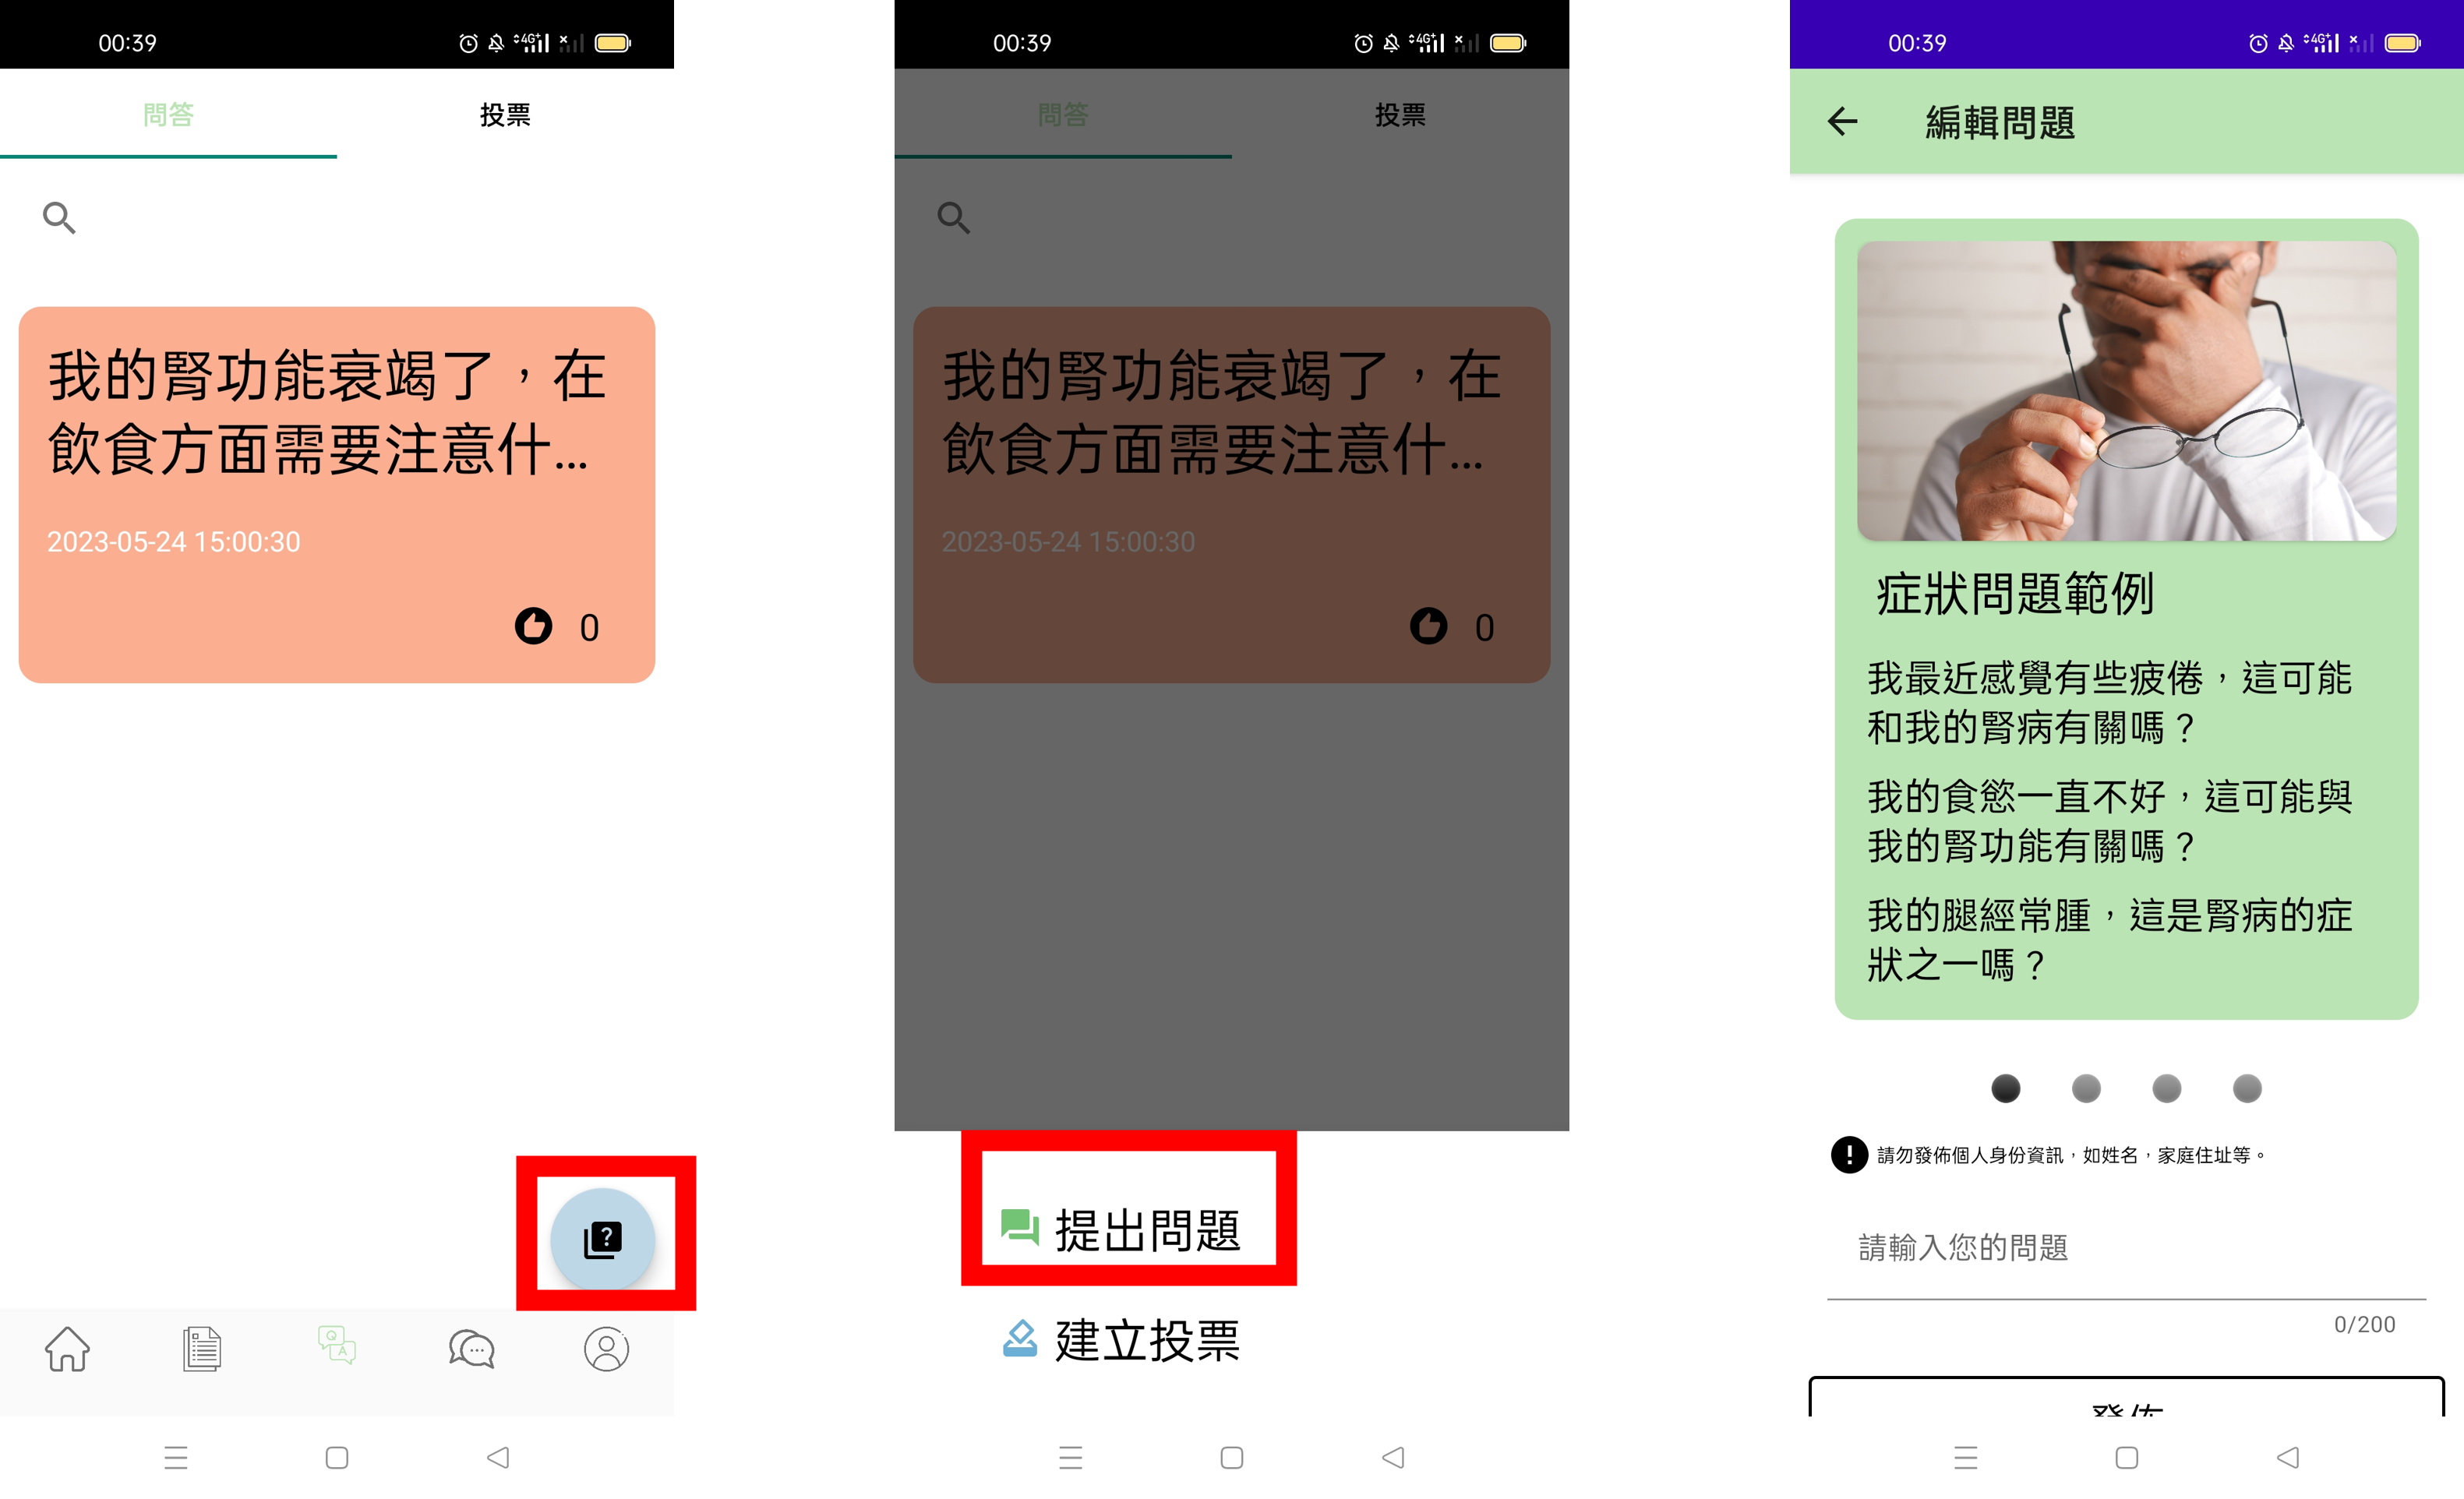 00:39
4G+
問答
投票
我的腎功能衰竭了，在
飲食方面需要注意什...
2023-05-24 15:00:30
0
?
Q
A
00:39
4G+
問答
投票
我的腎功能衰竭了，在
飲食方面需要注意什...
2023-05-24 15:00:30
0
提出問題
建立投票
00:39
4G+
編輯問題
症狀問題範例
我最近感覺有些疲倦，這可能
和我的腎病有關嗎？
我的食慾一直不好，這可能與
我的腎功能有關嗎？
我的腿經常腫，這是腎病的症
狀之一嗎？
請勿發佈個人身份資訊，如姓名，家庭住址等。
請輸入您的問題
0/200